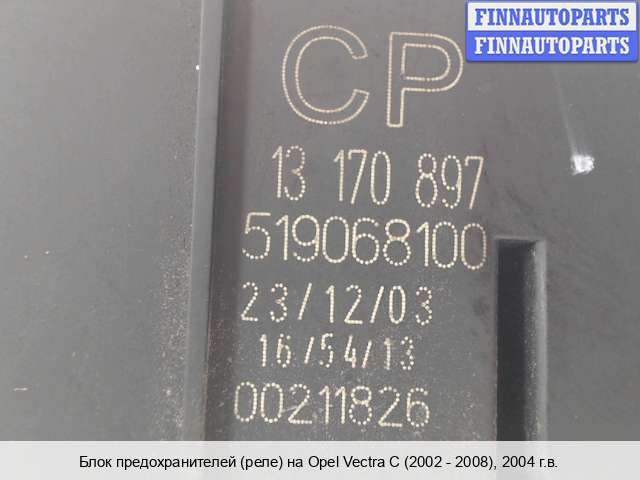 FINNAUTOPARTS
FINNAUTOPARTS
CP
13 170 897
519068100
23/12/03
16/54/13
00211826
Блок предохранителей (реле) на Opel Vectra C (2002 - 2008), 2004 г.в.